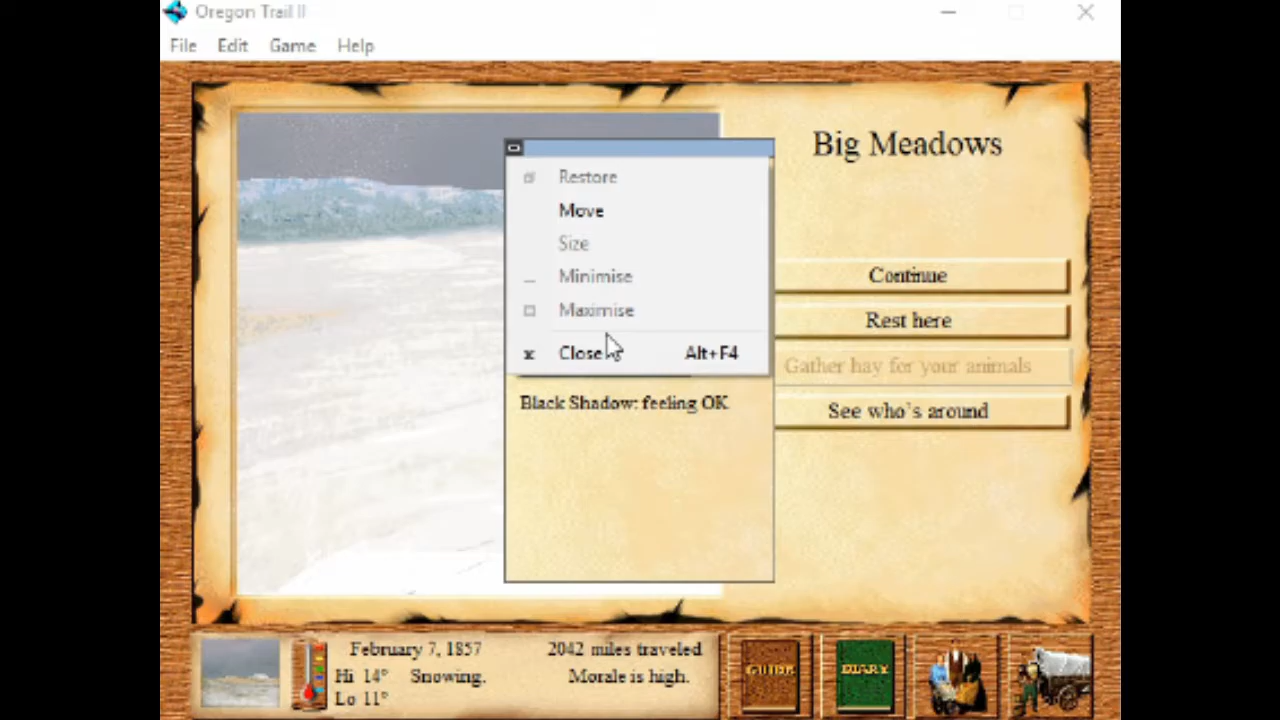 Oregon Trail II
File Edit Game Help
Big Meadows
Restore
Move
Size
Minimise
Maximise
Close Alt+F4
Black Shadow: feeling OK
Continue
Rest here
Gather hay for your animals
See who's around
February 7, 1857 2042 miles traveled
Hi 14° Snowing. Morale is high.
Lo 11°
GUIDE
DIARY